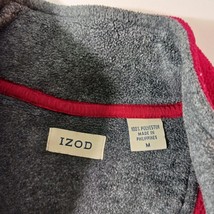 IZOD
100% POLYESTER
MADE IN
PHILIPPINES
M